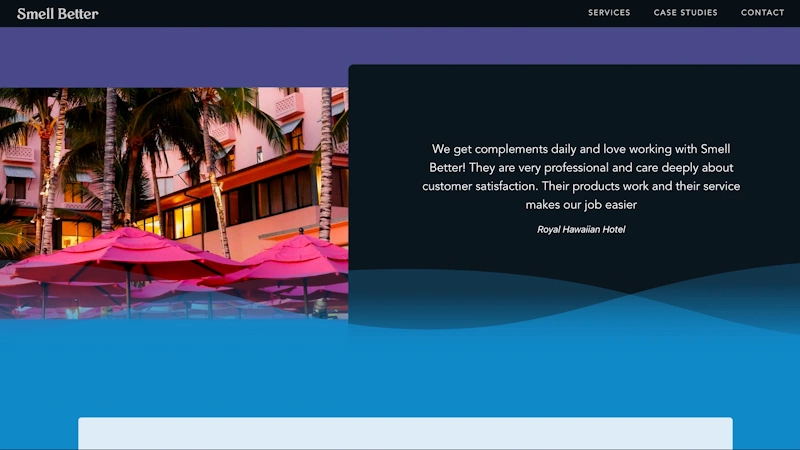 Smell Better
SERVICES CASE STUDIES CONTACT
We get complements daily and love working with Smell
Better! They are very professional and care deeply about
customer satisfaction. Their products work and their service
makes our job easier
Royal Hawaiian Hotel